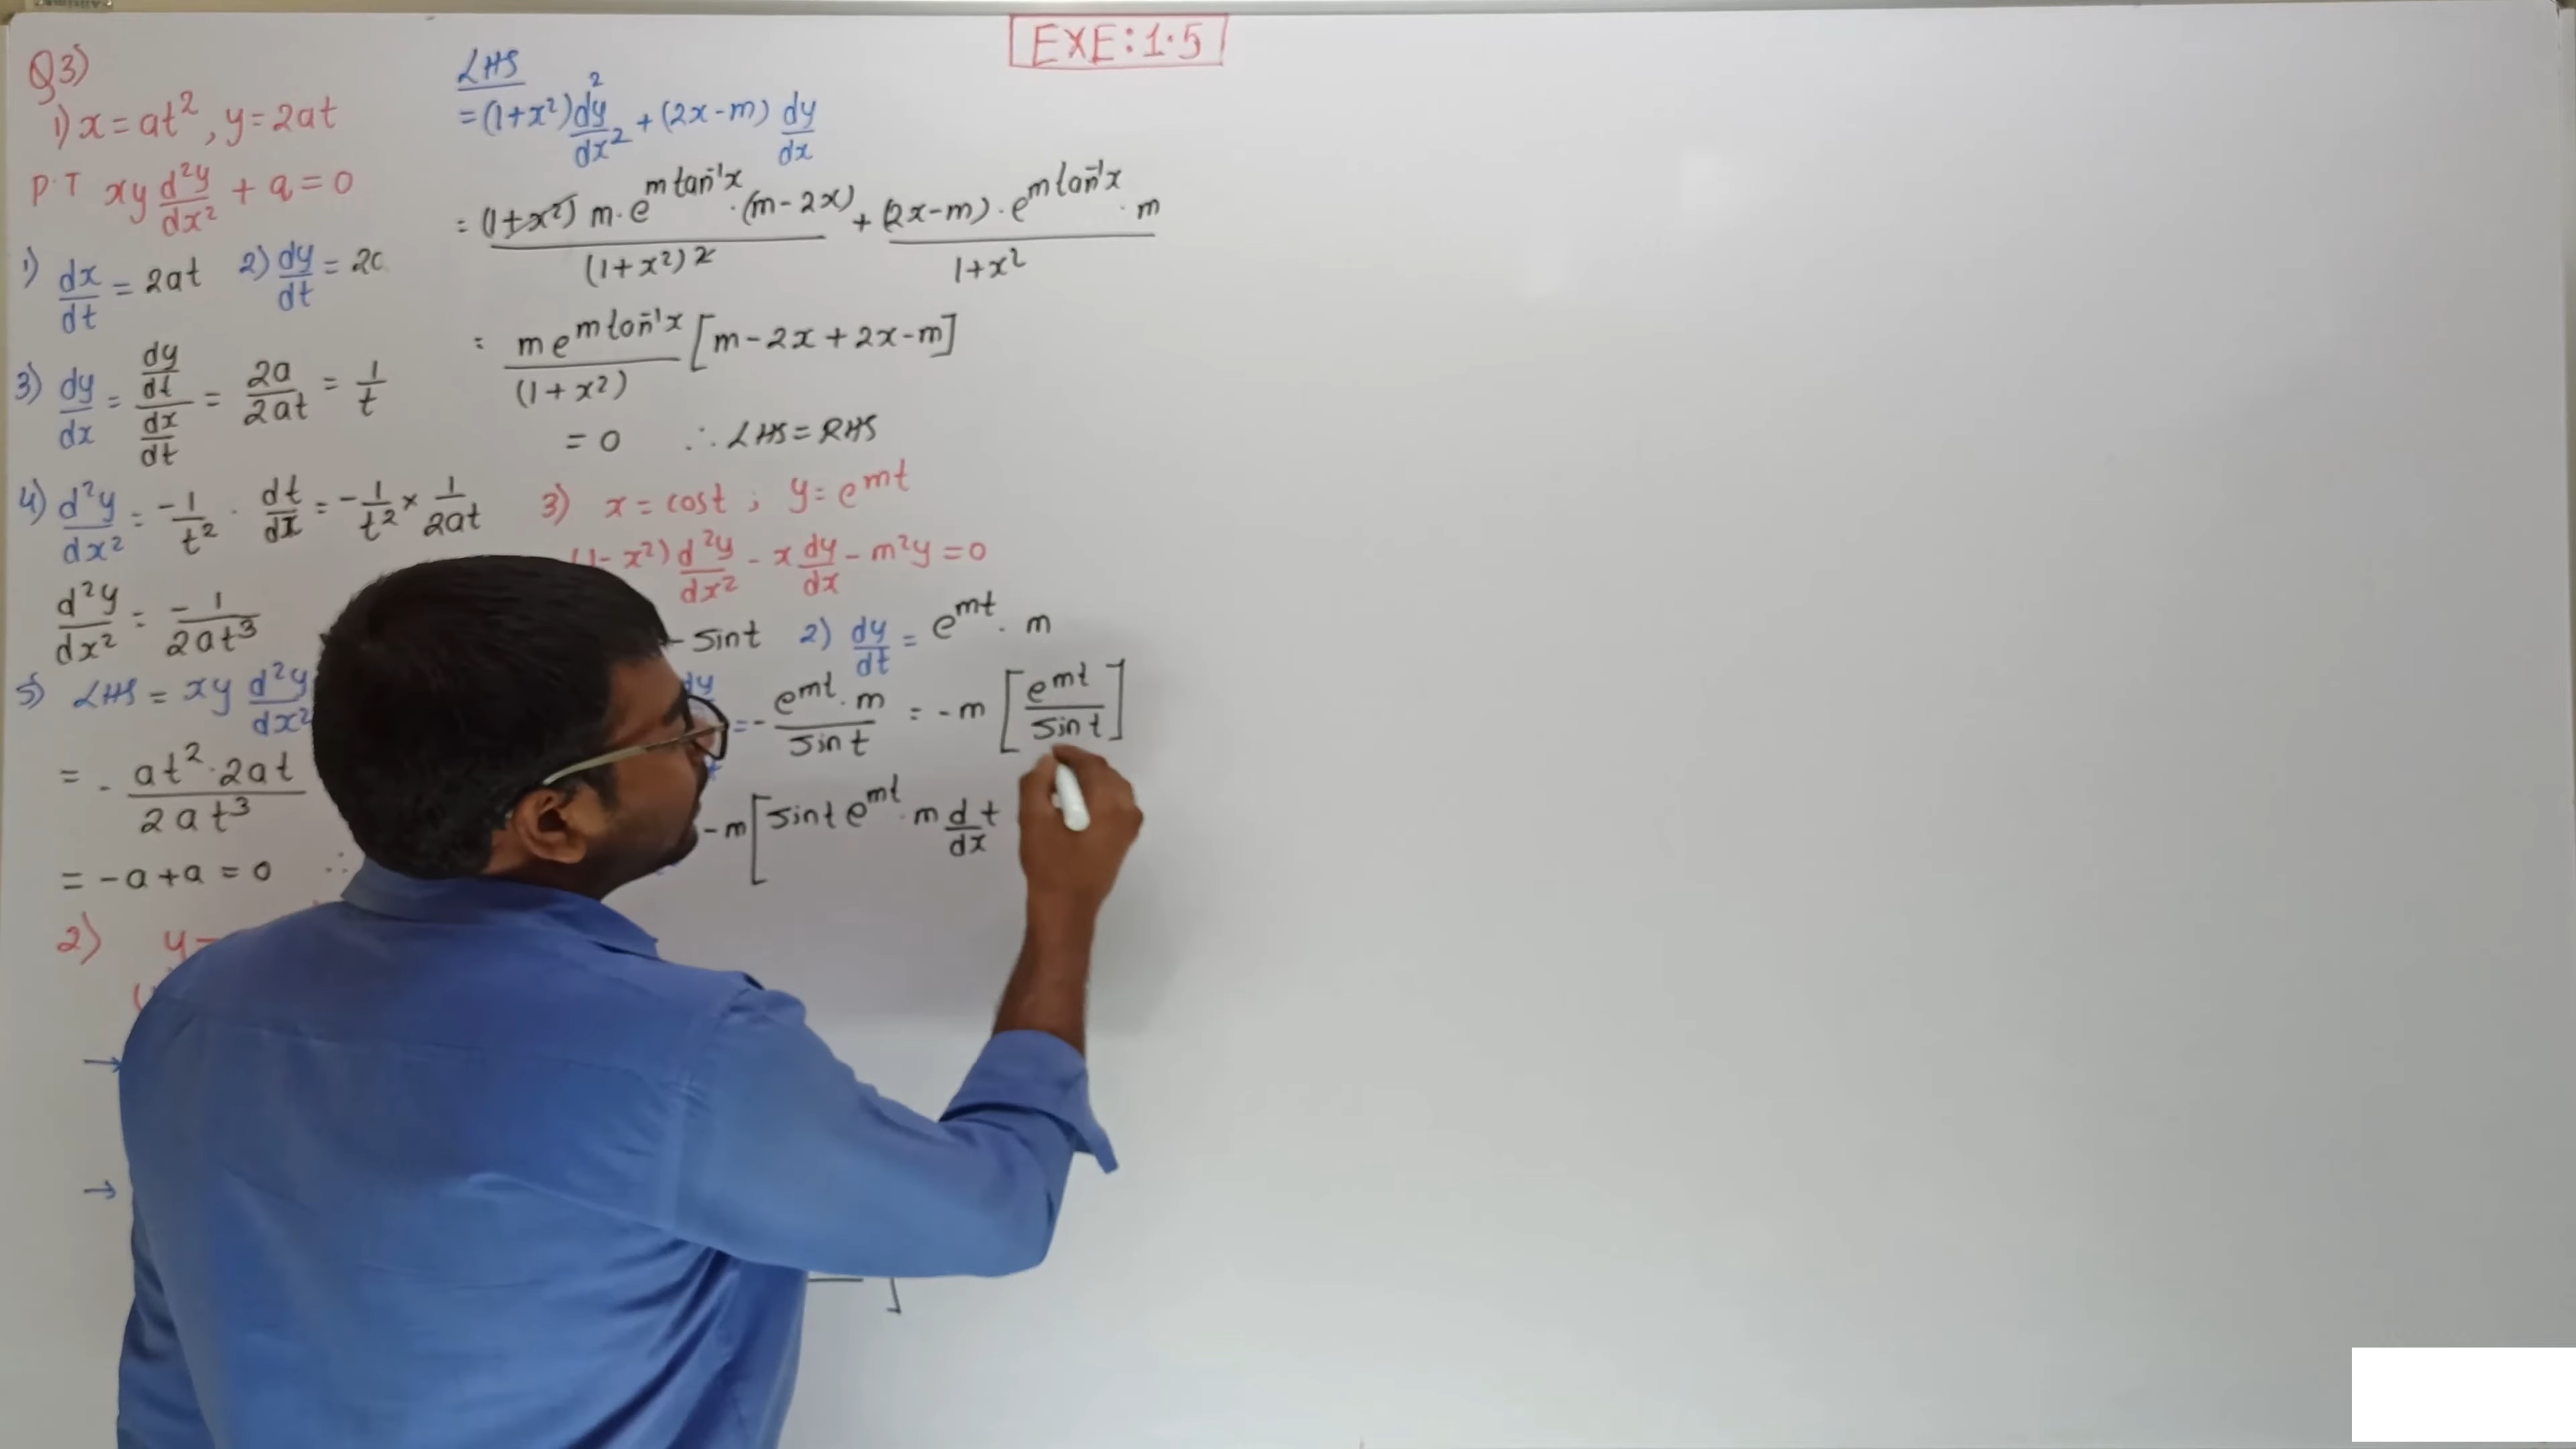 EXE: 1.5
Q3)
1) x = at², y = 2at
P.T xy d²y/dx² + a = 0
1) dx/dt = 2at 2) dy/dt = 2a
3) dy/dx = (dy/dt)/(dx/dt) = 2a/2at = 1/t
4) d²y/dx² = -1/t² . dt/dx = -1/t² × 1/2at
d²y/dx² = -1/2at³
5) LHS = xy d²y/dx²
= - at².2at/2at³
= -a+a = 0 ∴
2) y =
(
→
→
LHS
= (1+x²) d²y/dx² + (2x-m) dy/dx
= (1+x²) m.e^(m tan⁻¹x).(m-2x)/(1+x²)² + (2x-m).e^(m tan⁻¹x).m/1+x²
= m e^(m tan⁻¹x)/(1+x²) [m-2x+2x-m]
= 0 ∴ LHS = RHS
3) x = cost ; y = e^mt
(1-x²) d²y/dx² - x dy/dx - m²y = 0
- sint 2) dy/dt = e^mt . m
dy = - e^mt . m/sin t = -m [e^mt/sin t]
-m [sint e^mt . m d/dx t
]